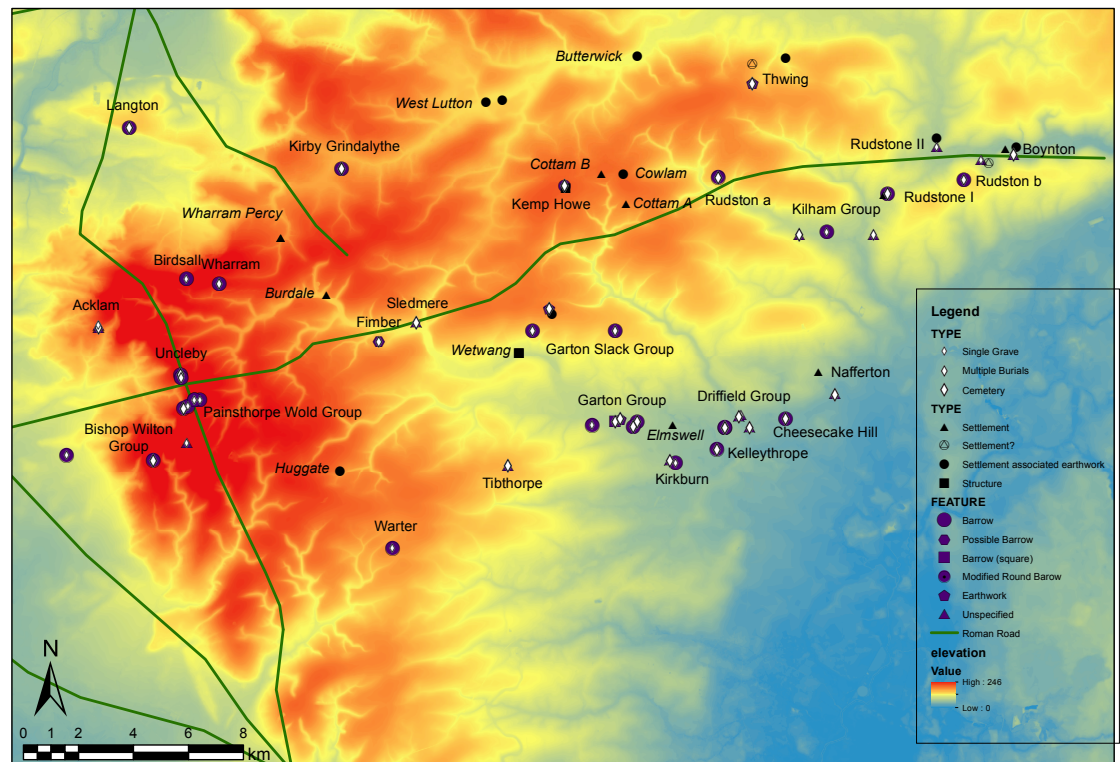 Butterwick
Thwing
West Lutton
Langton
Kirby Grindalythe
Rudstone II
Boynton
Cottam B
Cowlam
Kemp Howe
Rudston a
Rudston b
Rudstone I
Cottam A
Kilham Group
Wharram Percy
Birdsall
Wharram
Burdale
Sledmere
Acklam
Fimber
Wetwang
Garton Slack Group
Uncleby
Nafferton
Painsthorpe Wold Group
Garton Group
Driffield Group
Bishop Wilton
Group
Elmswell
Cheesecake Hill
Kelleythrope
Huggate
Tibthorpe
Kirkburn
Warter
Legend
TYPE
Single Grave
Multiple Burials
Cemetery
TYPE
Settlement
Settlement?
Settlement associated earthwork
Structure
FEATURE
Barrow
Possible Barrow
Barrow (square)
Modified Round Barow
Earthwork
Unspecified
Roman Road
elevation
Value
High : 246
Low : 0
N
0 1 2 4 6 8
km